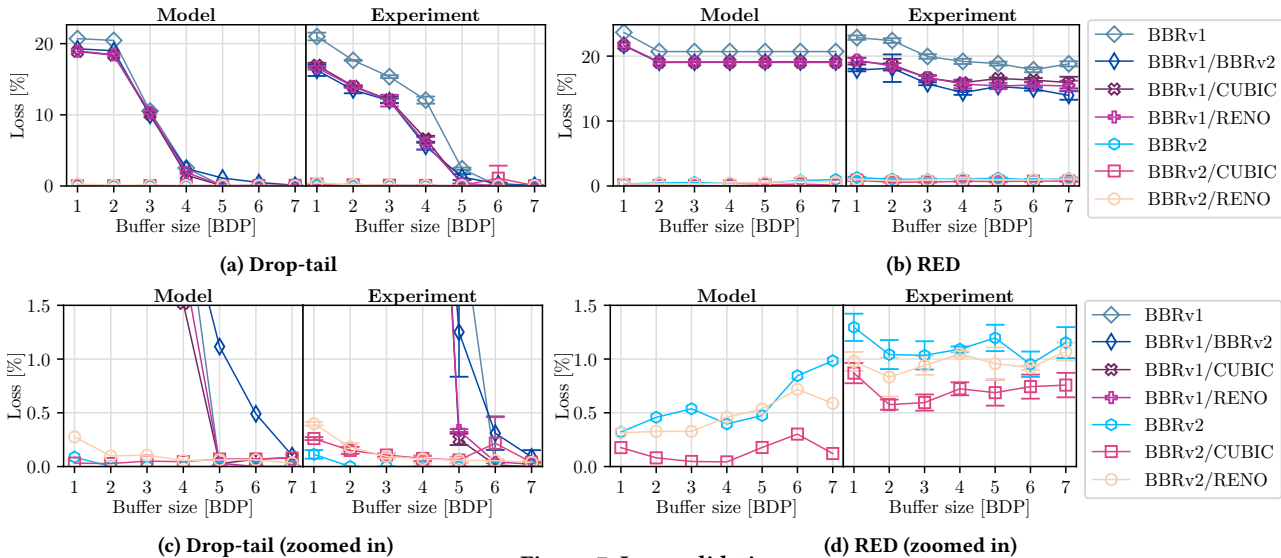 Model Experiment
20
10
0
Loss [%]
1 2 3 4 5 6 7 1 2 3 4 5 6 7
Buffer size [BDP] Buffer size [BDP]
(a) Drop-tail
Model Experiment
20
10
0
Loss [%]
1 2 3 4 5 6 7 1 2 3 4 5 6 7
Buffer size [BDP] Buffer size [BDP]
(b) RED
BBRv1
BBRv1/BBRv2
BBRv1/CUBIC
BBRv1/RENO
BBRv2
BBRv2/CUBIC
BBRv2/RENO
Model Experiment
1.5
1.0
0.5
0.0
Loss [%]
1 2 3 4 5 6 7 1 2 3 4 5 6 7
Buffer size [BDP] Buffer size [BDP]
(c) Drop-tail (zoomed in)
Model Experiment
1.5
1.0
0.5
0.0
Loss [%]
1 2 3 4 5 6 7 1 2 3 4 5 6 7
Buffer size [BDP] Buffer size [BDP]
(d) RED (zoomed in)
BBRv1
BBRv1/BBRv2
BBRv1/CUBIC
BBRv1/RENO
BBRv2
BBRv2/CUBIC
BBRv2/RENO